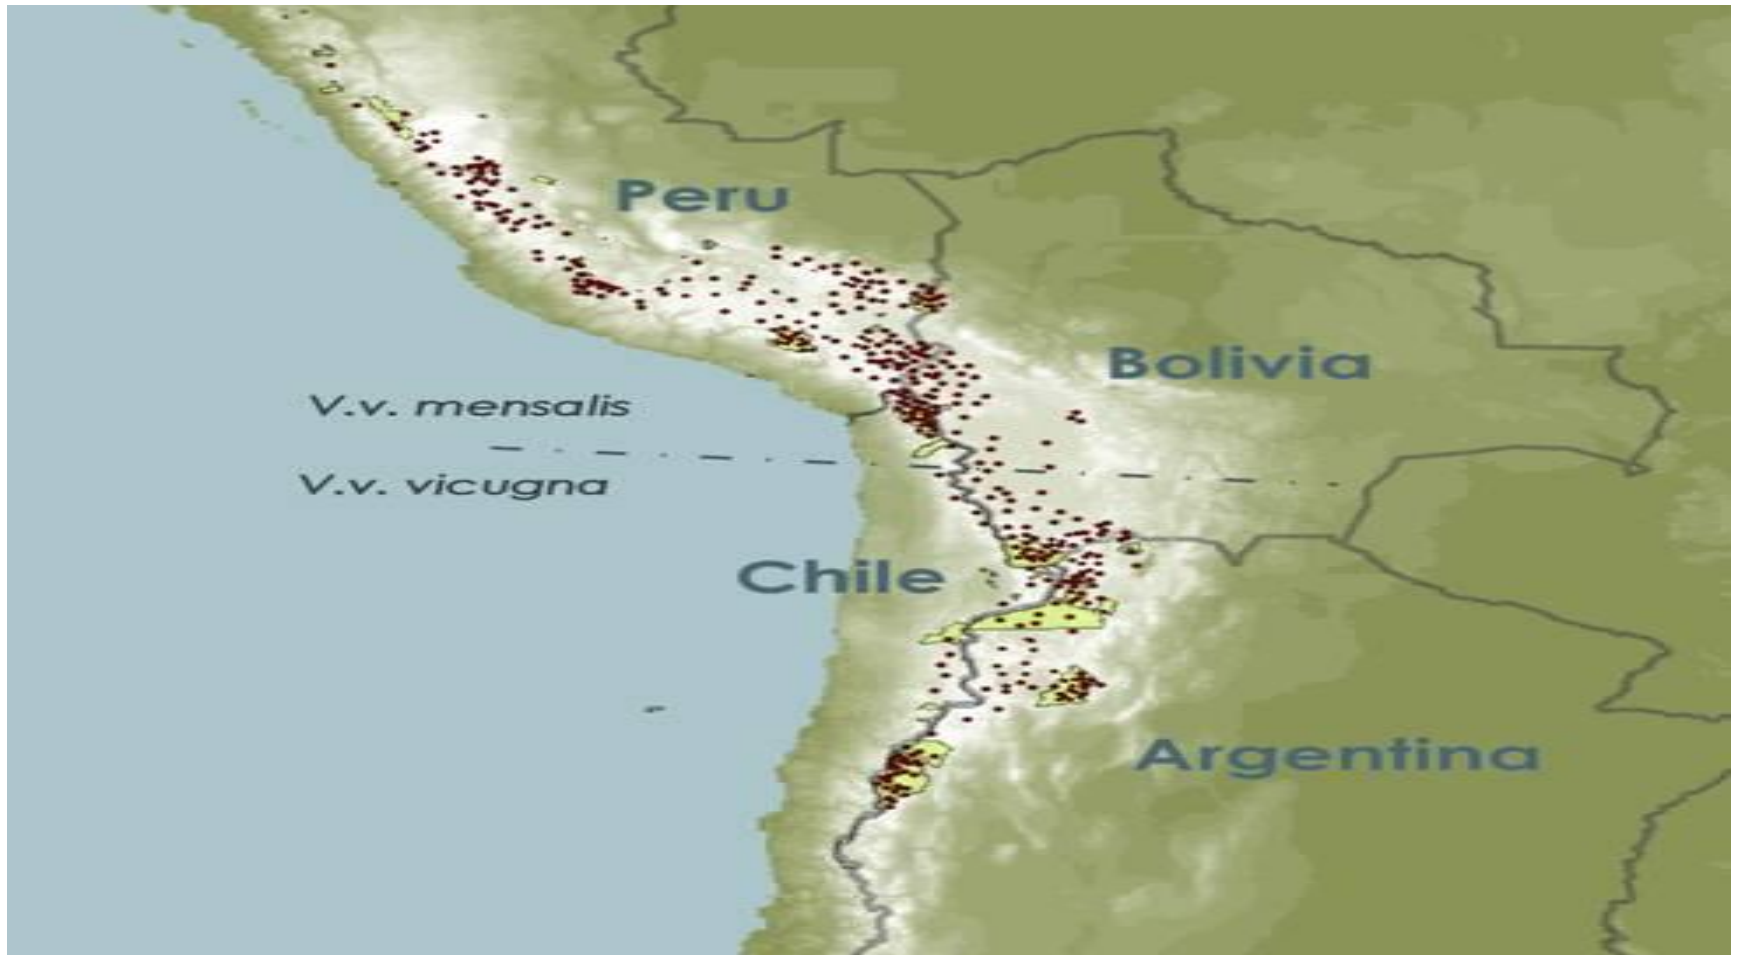 Peru
Bolivia
V.v. mensalis
V.v. vicugna
Chile
Argentina